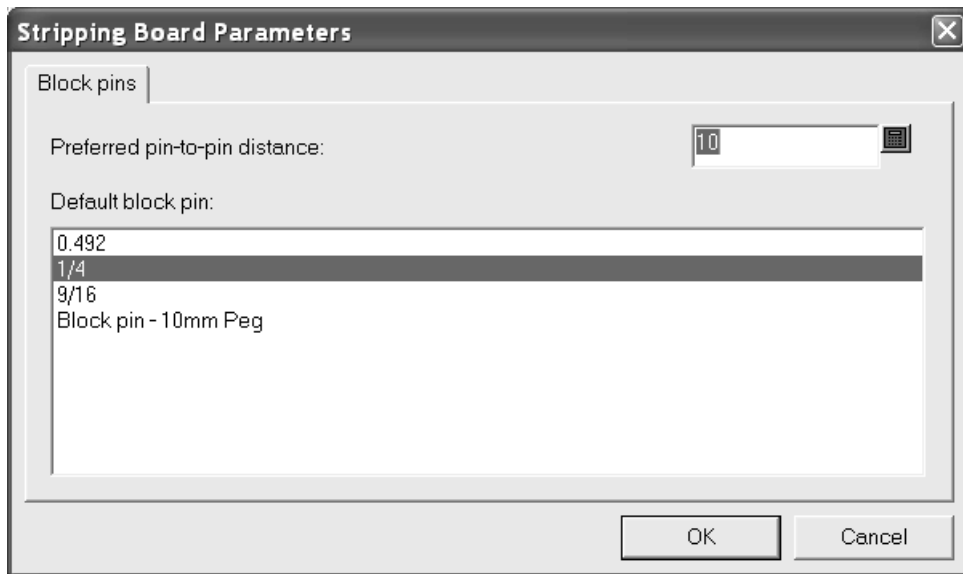 Stripping Board Parameters
Block pins
Preferred pin-to-pin distance: 10
Default block pin:
0.492
1/4
9/16
Block pin - 10mm Peg
OK Cancel